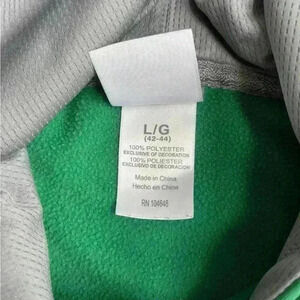 L/G
(42-44)
100% POLYESTER
EXCLUSIVE OF DECORATION
100% POLIESTER
EXCLUSIVO DE DECORACION
Made in China
Hecho en China
RN 104646